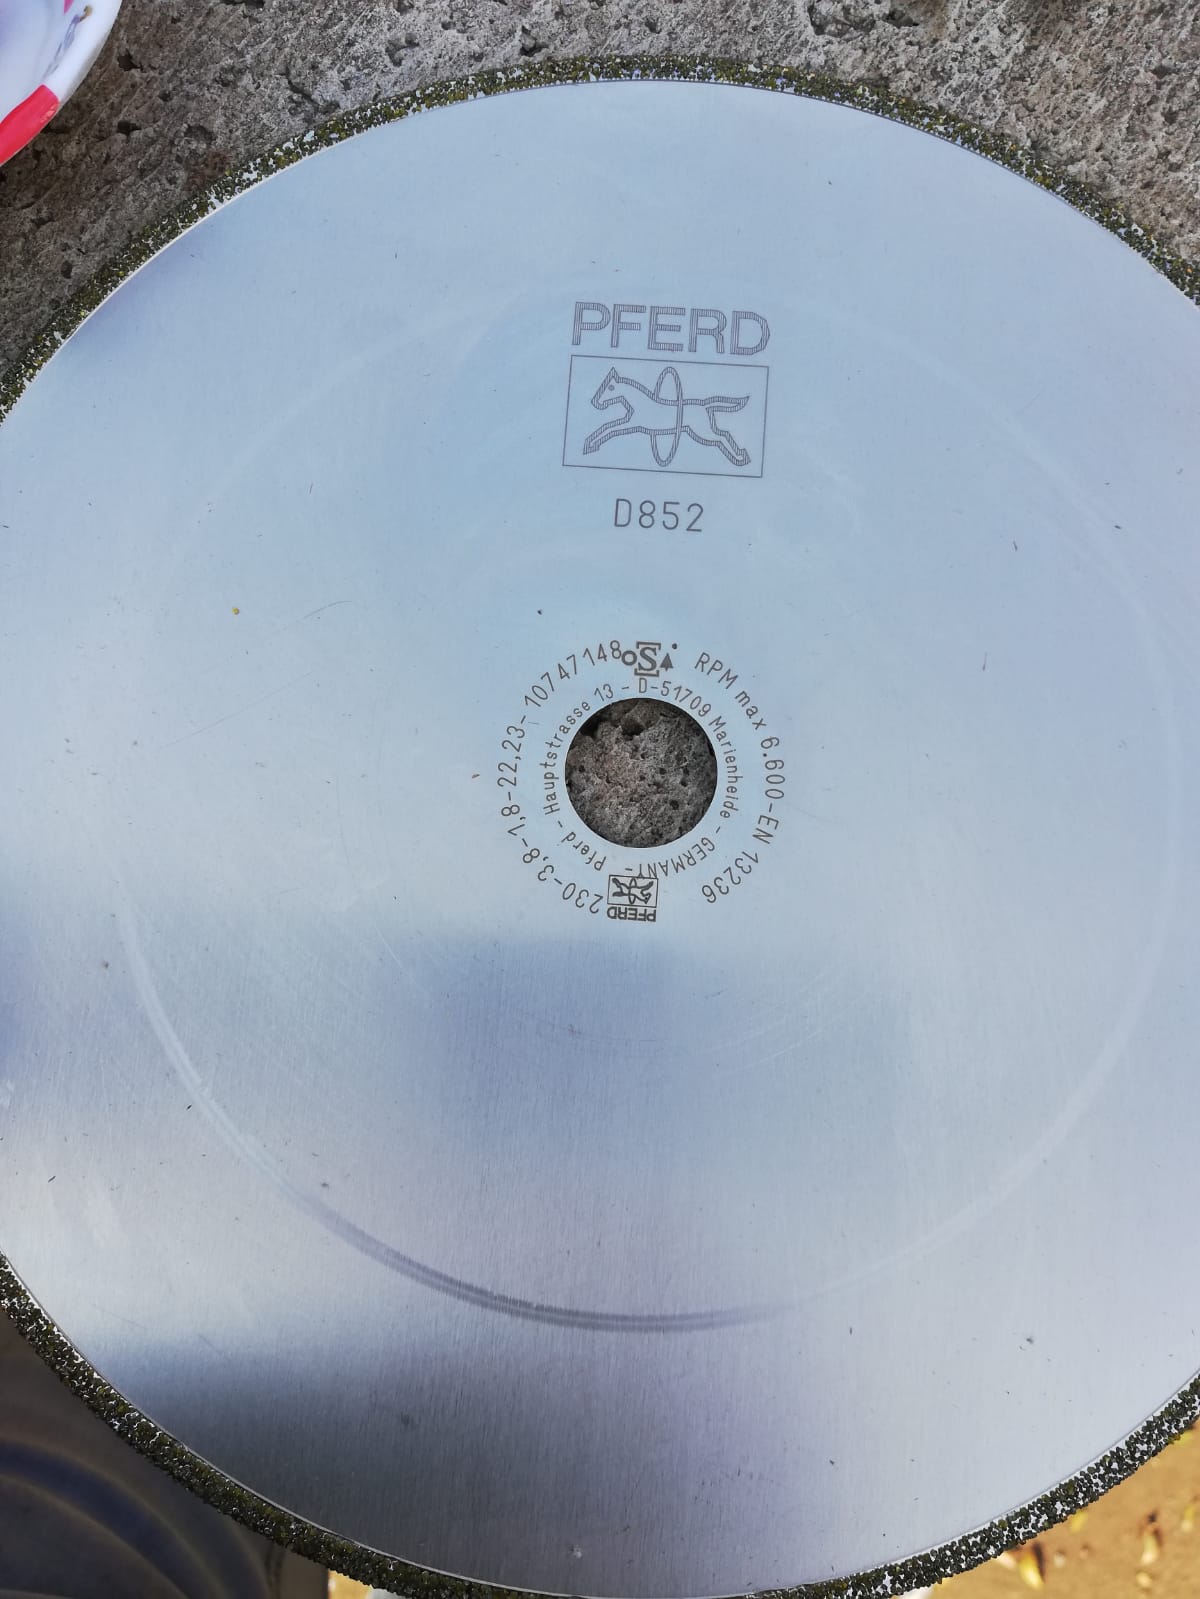 PFERD
D852
230-3,8-1,8-22,23- 10747148 oSA RPM max 6.600-EN 13236
Pferd - Hauptstrasse 13 - D-51709 Marienheide - GERMANY-
PFERD